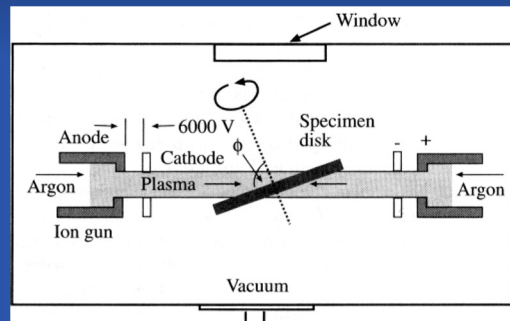 Window
6000 V
Specimen
disk
Anode
Cathode
ϕ
- +
Argon
Plasma
Argon
Ion gun
Vacuum